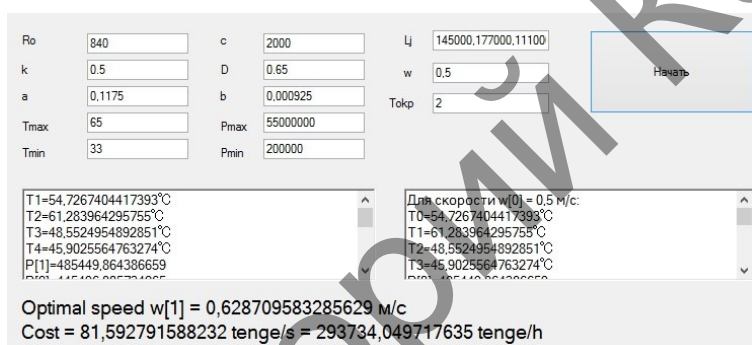 Ro 840 c 2000 Lj 145000,177000,11100
k 0.5 D 0.65 w 0,5 Начать
a 0,1175 b 0,000925 Tokp 2
Tmax 65 Pmax 55000000
Tmin 33 Pmin 200000
T1=54,7267404417393°C
T2=61,283964295755°C
T3=48,5524954892851°C
T4=45,9025564763274°C
P[1]=485449,864386659
Для скорости w[0] = 0,5 м/с:
T0=54,7267404417393°C
T1=61,283964295755°C
T2=48,5524954892851°C
T3=45,9025564763274°C
Optimal speed w[1] = 0,628709583285629 м/с
Cost = 81,592791588232 tenge/s = 293734,049717635 tenge/h